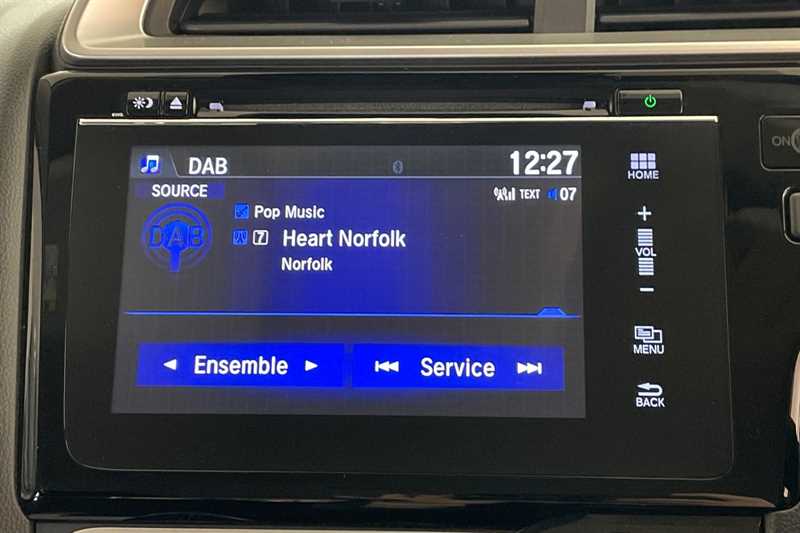 DAB
12:27
HOME
SOURCE
TEXT
07
DAB
Pop Music
7
Heart Norfolk
Norfolk
+
VOL
-
MENU
Ensemble
Service
BACK
ON